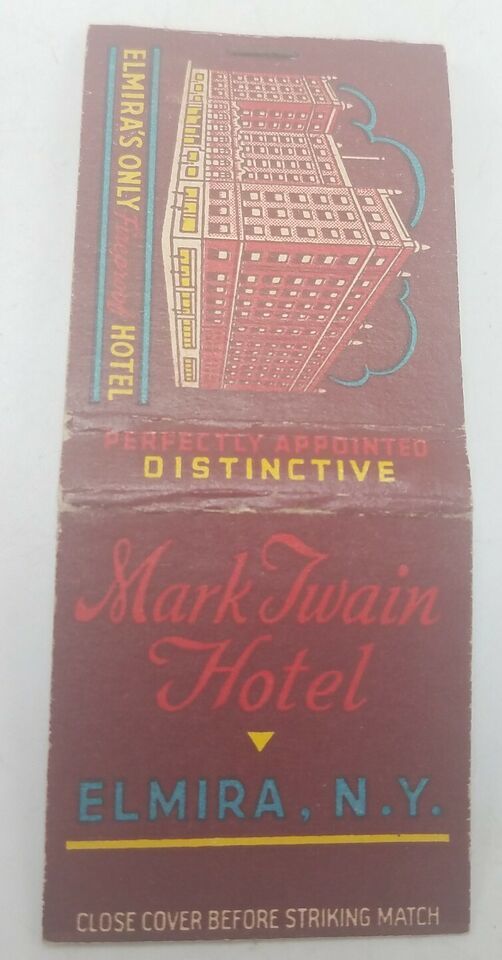 ELMIRA'S ONLY Fireproof HOTEL
PERFECTLY APPOINTED
DISTINCTIVE
Mark Twain
Hotel
ELMIRA, N.Y.
CLOSE COVER BEFORE STRIKING MATCH